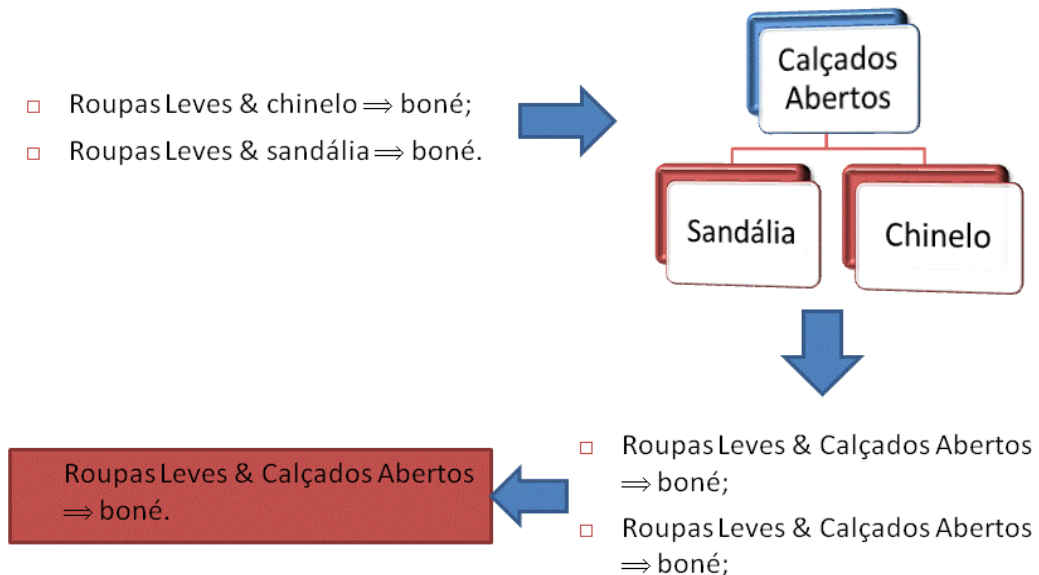 Roupas Leves & chinelo ⇒ boné;
Roupas Leves & sandália ⇒ boné.
Calçados
Abertos
Sandália
Chinelo
Roupas Leves & Calçados Abertos
⇒ boné;
Roupas Leves & Calçados Abertos
⇒ boné;
Roupas Leves & Calçados Abertos
⇒ boné.